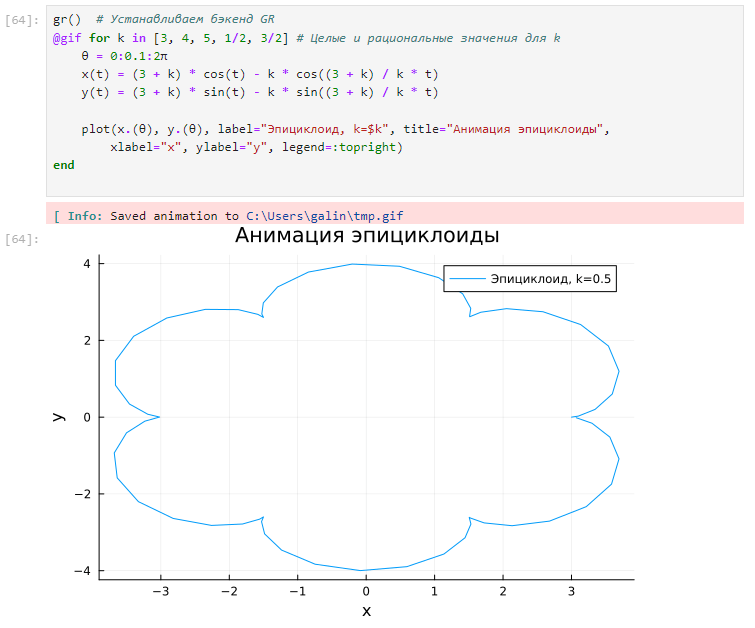 [64]: gr()  # Устанавливаем бэкенд GR
@gif for k in [3, 4, 5, 1/2, 3/2] # Целые и рациональные значения для k
    θ = 0:0.1:2π
    x(t) = (3 + k) * cos(t) - k * cos((3 + k) / k * t)
    y(t) = (3 + k) * sin(t) - k * sin((3 + k) / k * t)
    plot(x.(θ), y.(θ), label="Эпициклоид, k=$k", title="Анимация эпициклоиды",
        xlabel="x", ylabel="y", legend=:topright)
end
[ Info: Saved animation to C:\Users\galin\tmp.gif
[64]:
Анимация эпициклоиды
Эпициклоид, k=0.5
4
2
0
−2
−4
y
−3 −2 −1 0 1 2 3
x